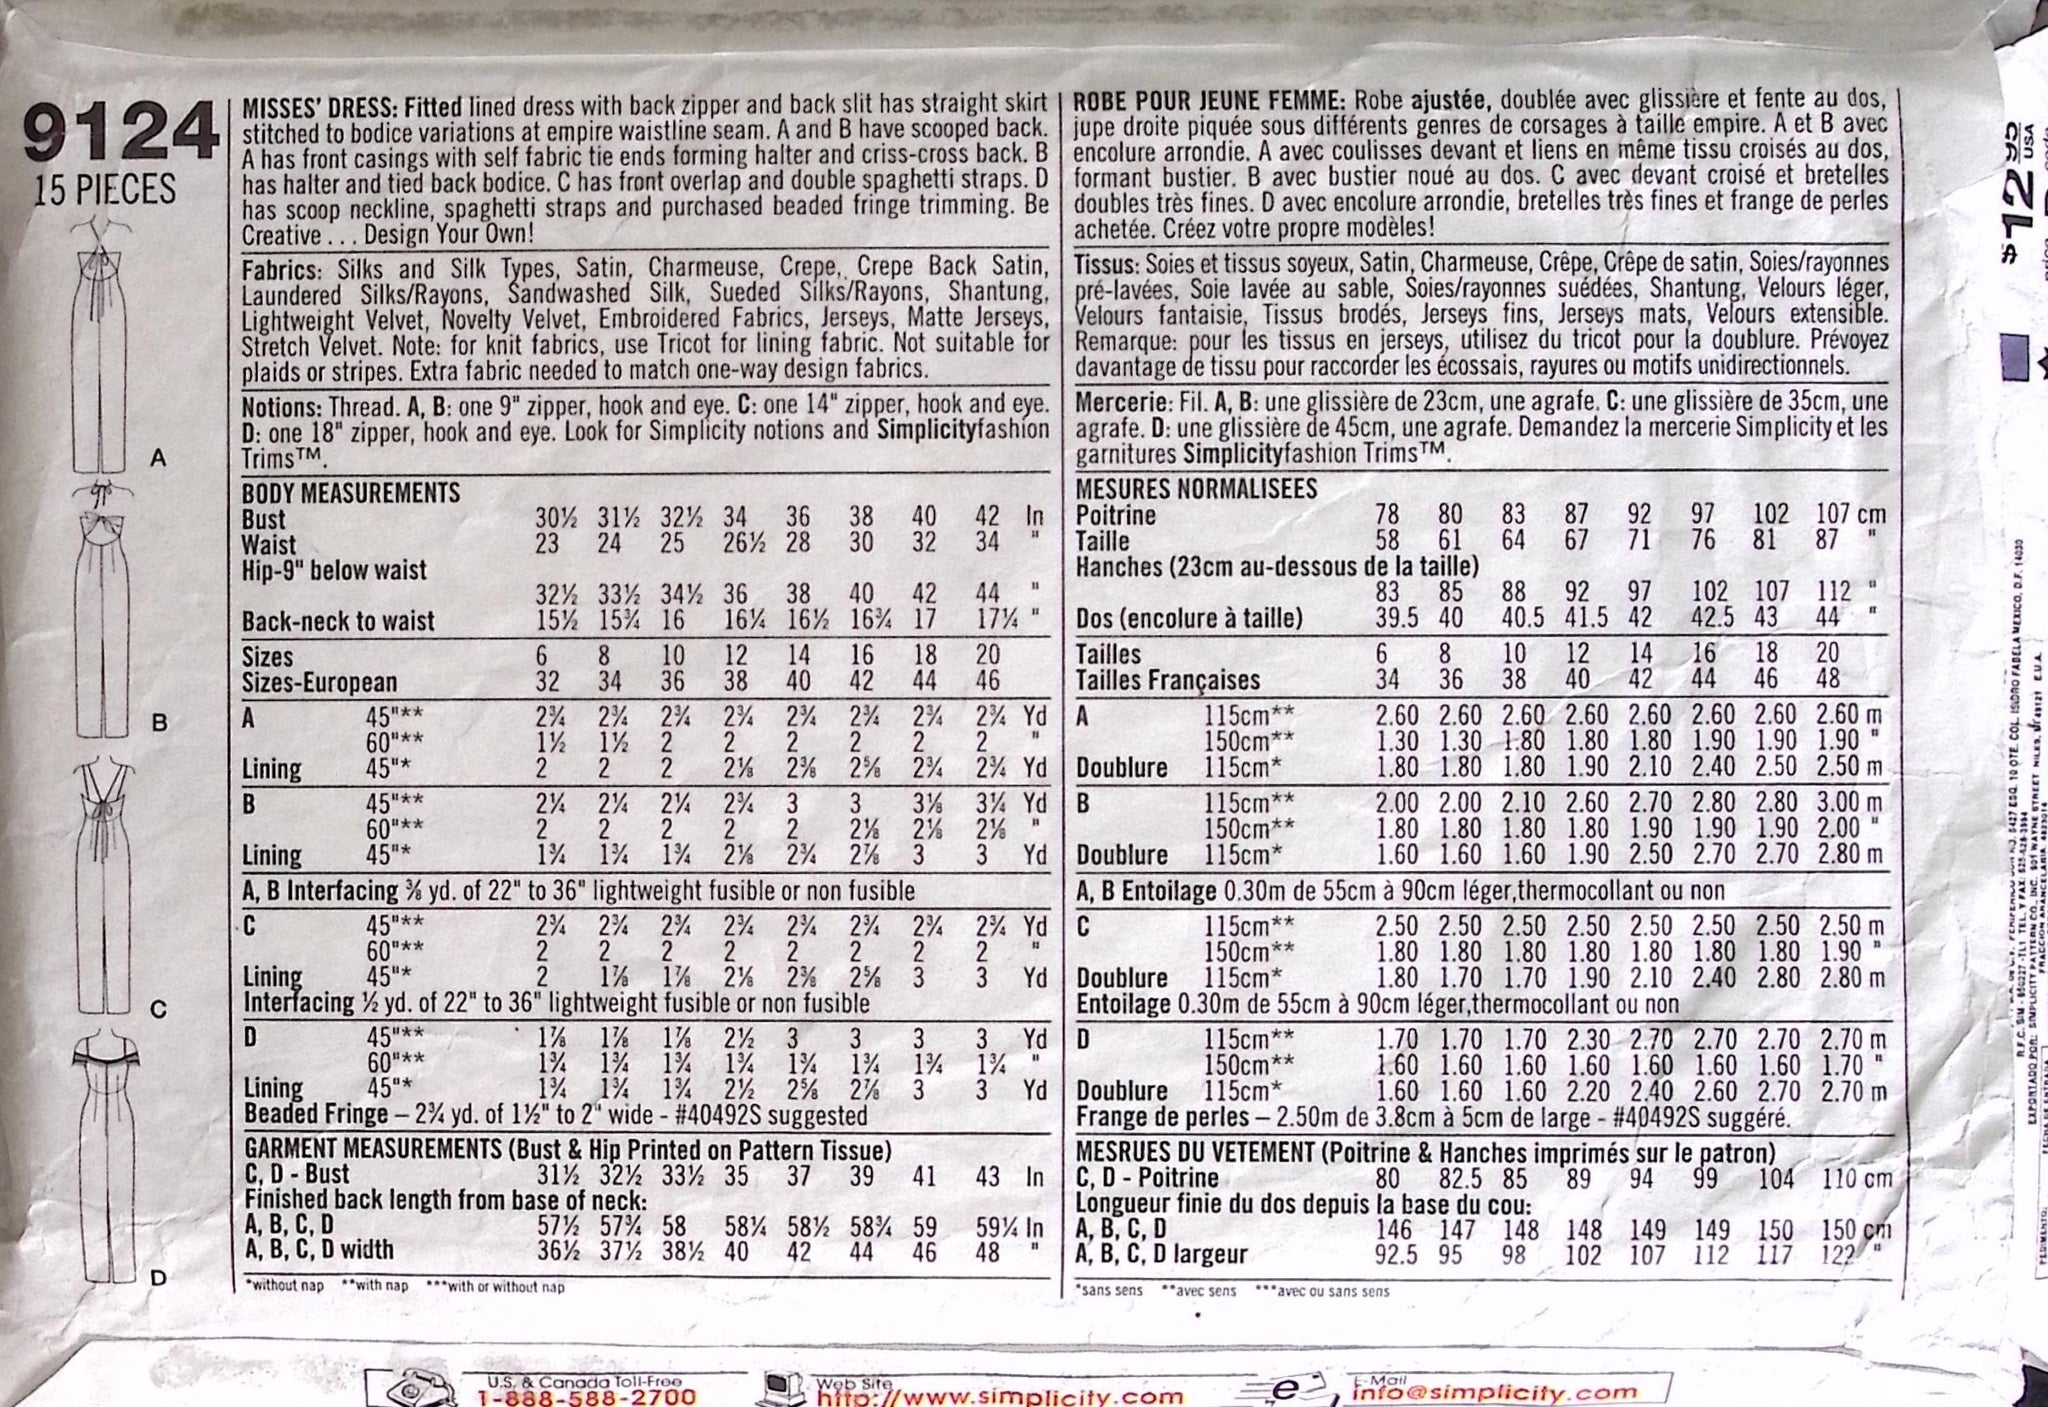 9124
15 PIECES
A
B
C
D
MISSES' DRESS: Fitted lined dress with back zipper and back slit has straight skirt
stitched to bodice variations at empire waistline seam. A and B have scooped back.
A has front casings with self fabric tie ends forming halter and criss-cross back. B
has halter and tied back bodice. C has front overlap and double spaghetti straps. D
has scoop neckline, spaghetti straps and purchased beaded fringe trimming. Be
Creative . . . Design Your Own!
Fabrics: Silks and Silk Types, Satin, Charmeuse, Crepe, Crepe Back Satin,
Laundered Silks/Rayons, Sandwashed Silk, Sueded Silks/Rayons, Shantung,
Lightweight Velvet, Novelty Velvet, Embroidered Fabrics, Jerseys, Matte Jerseys,
Stretch Velvet. Note: for knit fabrics, use Tricot for lining fabric. Not suitable for
plaids or stripes. Extra fabric needed to match one-way design fabrics.
Notions: Thread. A, B: one 9" zipper, hook and eye. C: one 14" zipper, hook and eye.
D: one 18" zipper, hook and eye. Look for Simplicity notions and Simplicityfashion
Trims™.
BODY MEASUREMENTS
Bust 30½ 31½ 32½ 34 36 38 40 42 In
Waist 23 24 25 26½ 28 30 32 34 "
Hip-9" below waist
32½ 33½ 34½ 36 38 40 42 44 "
Back-neck to waist 15½ 15¾ 16 16¼ 16½ 16¾ 17 17¼ "
Sizes 6 8 10 12 14 16 18 20
Sizes-European 32 34 36 38 40 42 44 46
A 45"** 2¾ 2¾ 2¾ 2¾ 2¾ 2¾ 2¾ 2¾ Yd
60"** 1½ 1½ 2 2 2 2 2 2 "
Lining 45"* 2 2 2 2⅛ 2⅜ 2⅝ 2¾ 2¾ Yd
B 45"** 2¼ 2¼ 2¼ 2¾ 3 3 3⅛ 3¼ Yd
60"** 2 2 2 2 2 2⅛ 2⅛ 2⅛ "
Lining 45"* 1¾ 1¾ 1¾ 2⅛ 2¾ 2⅞ 3 3 Yd
A, B Interfacing ⅜ yd. of 22" to 36" lightweight fusible or non fusible
C 45"** 2¾ 2¾ 2¾ 2¾ 2¾ 2¾ 2¾ 2¾ Yd
60"** 2 2 2 2 2 2 2 2 "
Lining 45"* 2 1⅞ 1⅞ 2⅛ 2⅜ 2⅝ 3 3 Yd
Interfacing ½ yd. of 22" to 36" lightweight fusible or non fusible
D 45"** 1⅞ 1⅞ 1⅞ 2½ 3 3 3 3 Yd
60"** 1¾ 1¾ 1¾ 1¾ 1¾ 1¾ 1¾ 1¾ "
Lining 45"* 1¾ 1¾ 1¾ 2½ 2⅝ 2⅞ 3 3 Yd
Beaded Fringe – 2¾ yd. of 1½" to 2" wide - #40492S suggested
GARMENT MEASUREMENTS (Bust & Hip Printed on Pattern Tissue)
C, D - Bust 31½ 32½ 33½ 35 37 39 41 43 In
Finished back length from base of neck:
A, B, C, D 57½ 57¾ 58 58¼ 58½ 58¾ 59 59¼ In
A, B, C, D width 36½ 37½ 38½ 40 42 44 46 48 "
*without nap **with nap ***with or without nap
ROBE POUR JEUNE FEMME: Robe ajustée, doublée avec glissière et fente au dos,
jupe droite piquée sous différents genres de corsages à taille empire. A et B avec
encolure arrondie. A avec coulisses devant et liens en même tissu croisés au dos,
formant bustier. B avec bustier noué au dos. C avec devant croisé et bretelles
doubles très fines. D avec encolure arrondie, bretelles très fines et frange de perles
achetée. Créez votre propre modèles!
Tissus: Soies et tissus soyeux, Satin, Charmeuse, Crêpe, Crêpe de satin, Soies/rayonnes
pré-lavées, Soie lavée au sable, Soies/rayonnes suédées, Shantung, Velours léger,
Velours fantaisie, Tissus brodés, Jerseys fins, Jerseys mats, Velours extensible.
Remarque: pour les tissus en jerseys, utilisez du tricot pour la doublure. Prévoyez
davantage de tissu pour raccorder les écossais, rayures ou motifs unidirectionnels.
Mercerie: Fil. A, B: une glissière de 23cm, une agrafe. C: une glissière de 35cm, une
agrafe. D: une glissière de 45cm, une agrafe. Demandez la mercerie Simplicity et les
garnitures Simplicityfashion Trims™.
MESURES NORMALISEES
Poitrine 78 80 83 87 92 97 102 107 cm
Taille 58 61 64 67 71 76 81 87 "
Hanches (23cm au-dessous de la taille)
83 85 88 92 97 102 107 112 "
Dos (encolure à taille) 39.5 40 40.5 41.5 42 42.5 43 44 "
Tailles 6 8 10 12 14 16 18 20
Tailles Françaises 34 36 38 40 42 44 46 48
A 115cm** 2.60 2.60 2.60 2.60 2.60 2.60 2.60 2.60 m
150cm** 1.30 1.30 1.80 1.80 1.80 1.90 1.90 1.90 "
Doublure 115cm* 1.80 1.80 1.80 1.90 2.10 2.40 2.50 2.50 m
B 115cm** 2.00 2.00 2.10 2.60 2.70 2.80 2.80 3.00 m
150cm** 1.80 1.80 1.80 1.80 1.90 1.90 1.90 2.00 "
Doublure 115cm* 1.60 1.60 1.60 1.90 2.50 2.70 2.70 2.80 m
A, B Entoilage 0.30m de 55cm à 90cm léger,thermocollant ou non
C 115cm** 2.50 2.50 2.50 2.50 2.50 2.50 2.50 2.50 m
150cm** 1.80 1.80 1.80 1.80 1.80 1.80 1.80 1.90 "
Doublure 115cm* 1.80 1.70 1.70 1.90 2.10 2.40 2.80 2.80 m
Entoilage 0.30m de 55cm à 90cm léger,thermocollant ou non
D 115cm** 1.70 1.70 1.70 2.30 2.70 2.70 2.70 2.70 m
150cm** 1.60 1.60 1.60 1.60 1.60 1.60 1.60 1.70 "
Doublure 115cm* 1.60 1.60 1.60 2.20 2.40 2.60 2.70 2.70 m
Frange de perles – 2.50m de 3.8cm à 5cm de large - #40492S suggéré.
MESRUES DU VETEMENT (Poitrine & Hanches imprimés sur le patron)
C, D - Poitrine 80 82.5 85 89 94 99 104 110 cm
Longueur finie du dos depuis la base du cou:
A, B, C, D 146 147 148 148 149 149 150 150 cm
A, B, C, D largeur 92.5 95 98 102 107 112 117 122 "
*sans sens **avec sens ***avec ou sans sens
$12.95 USA
U.S. & Canada Toll-Free
1-888-588-2700
Web Site
http://www.simplicity.com
E-Mail
info@simplicity.com